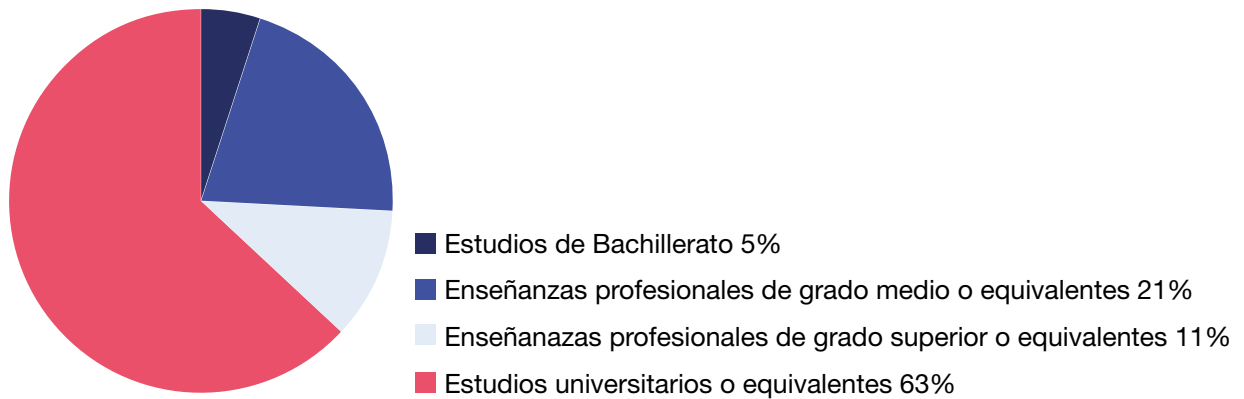 Estudios de Bachillerato 5%
Enseñanzas profesionales de grado medio o equivalentes 21%
Enseñanazas profesionales de grado superior o equivalentes 11%
Estudios universitarios o equivalentes 63%